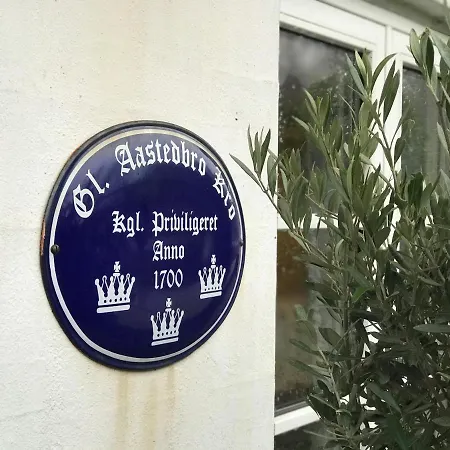 Gl. Aastedbro Kro
Kgl. Priviligeret
Anno
1700